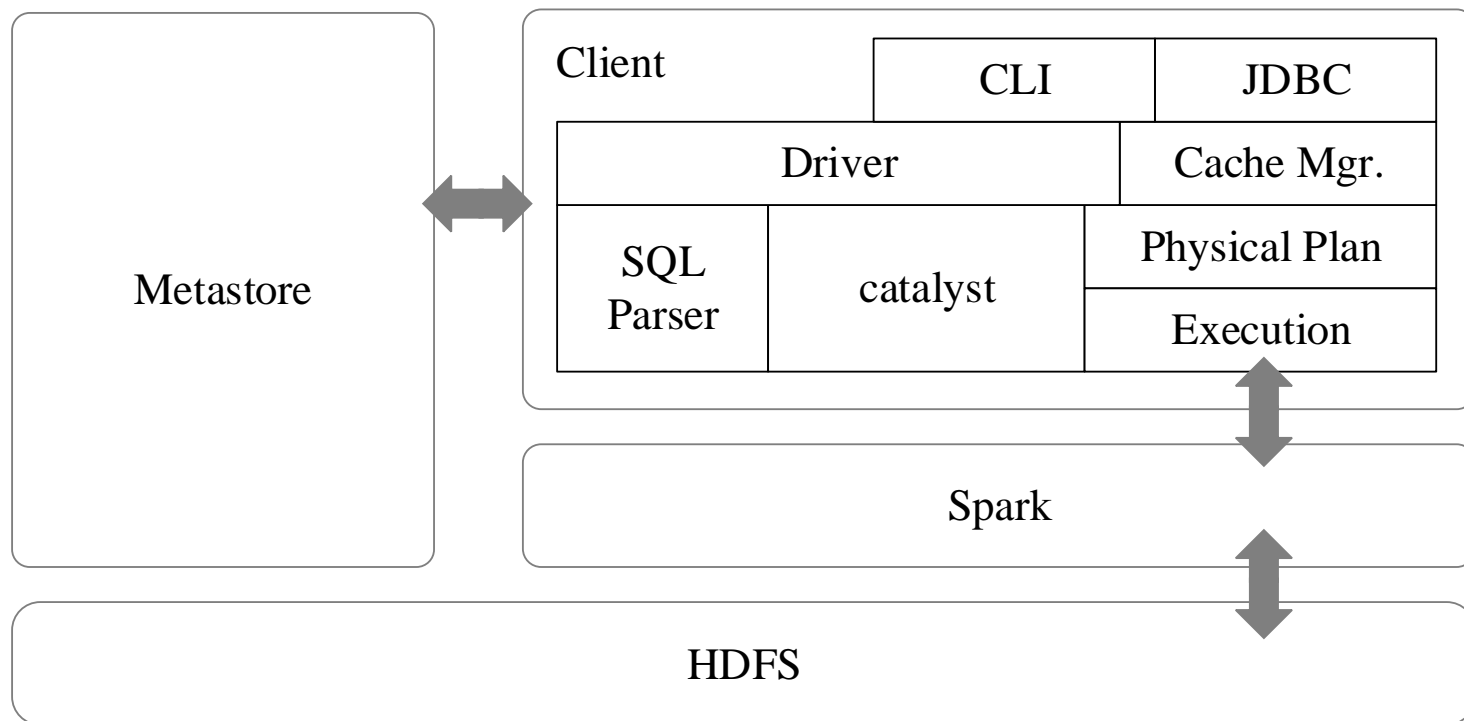 Client
CLI
JDBC
Driver
Cache Mgr.
Metastore
SQL
Parser
catalyst
Physical Plan
Execution
Spark
HDFS